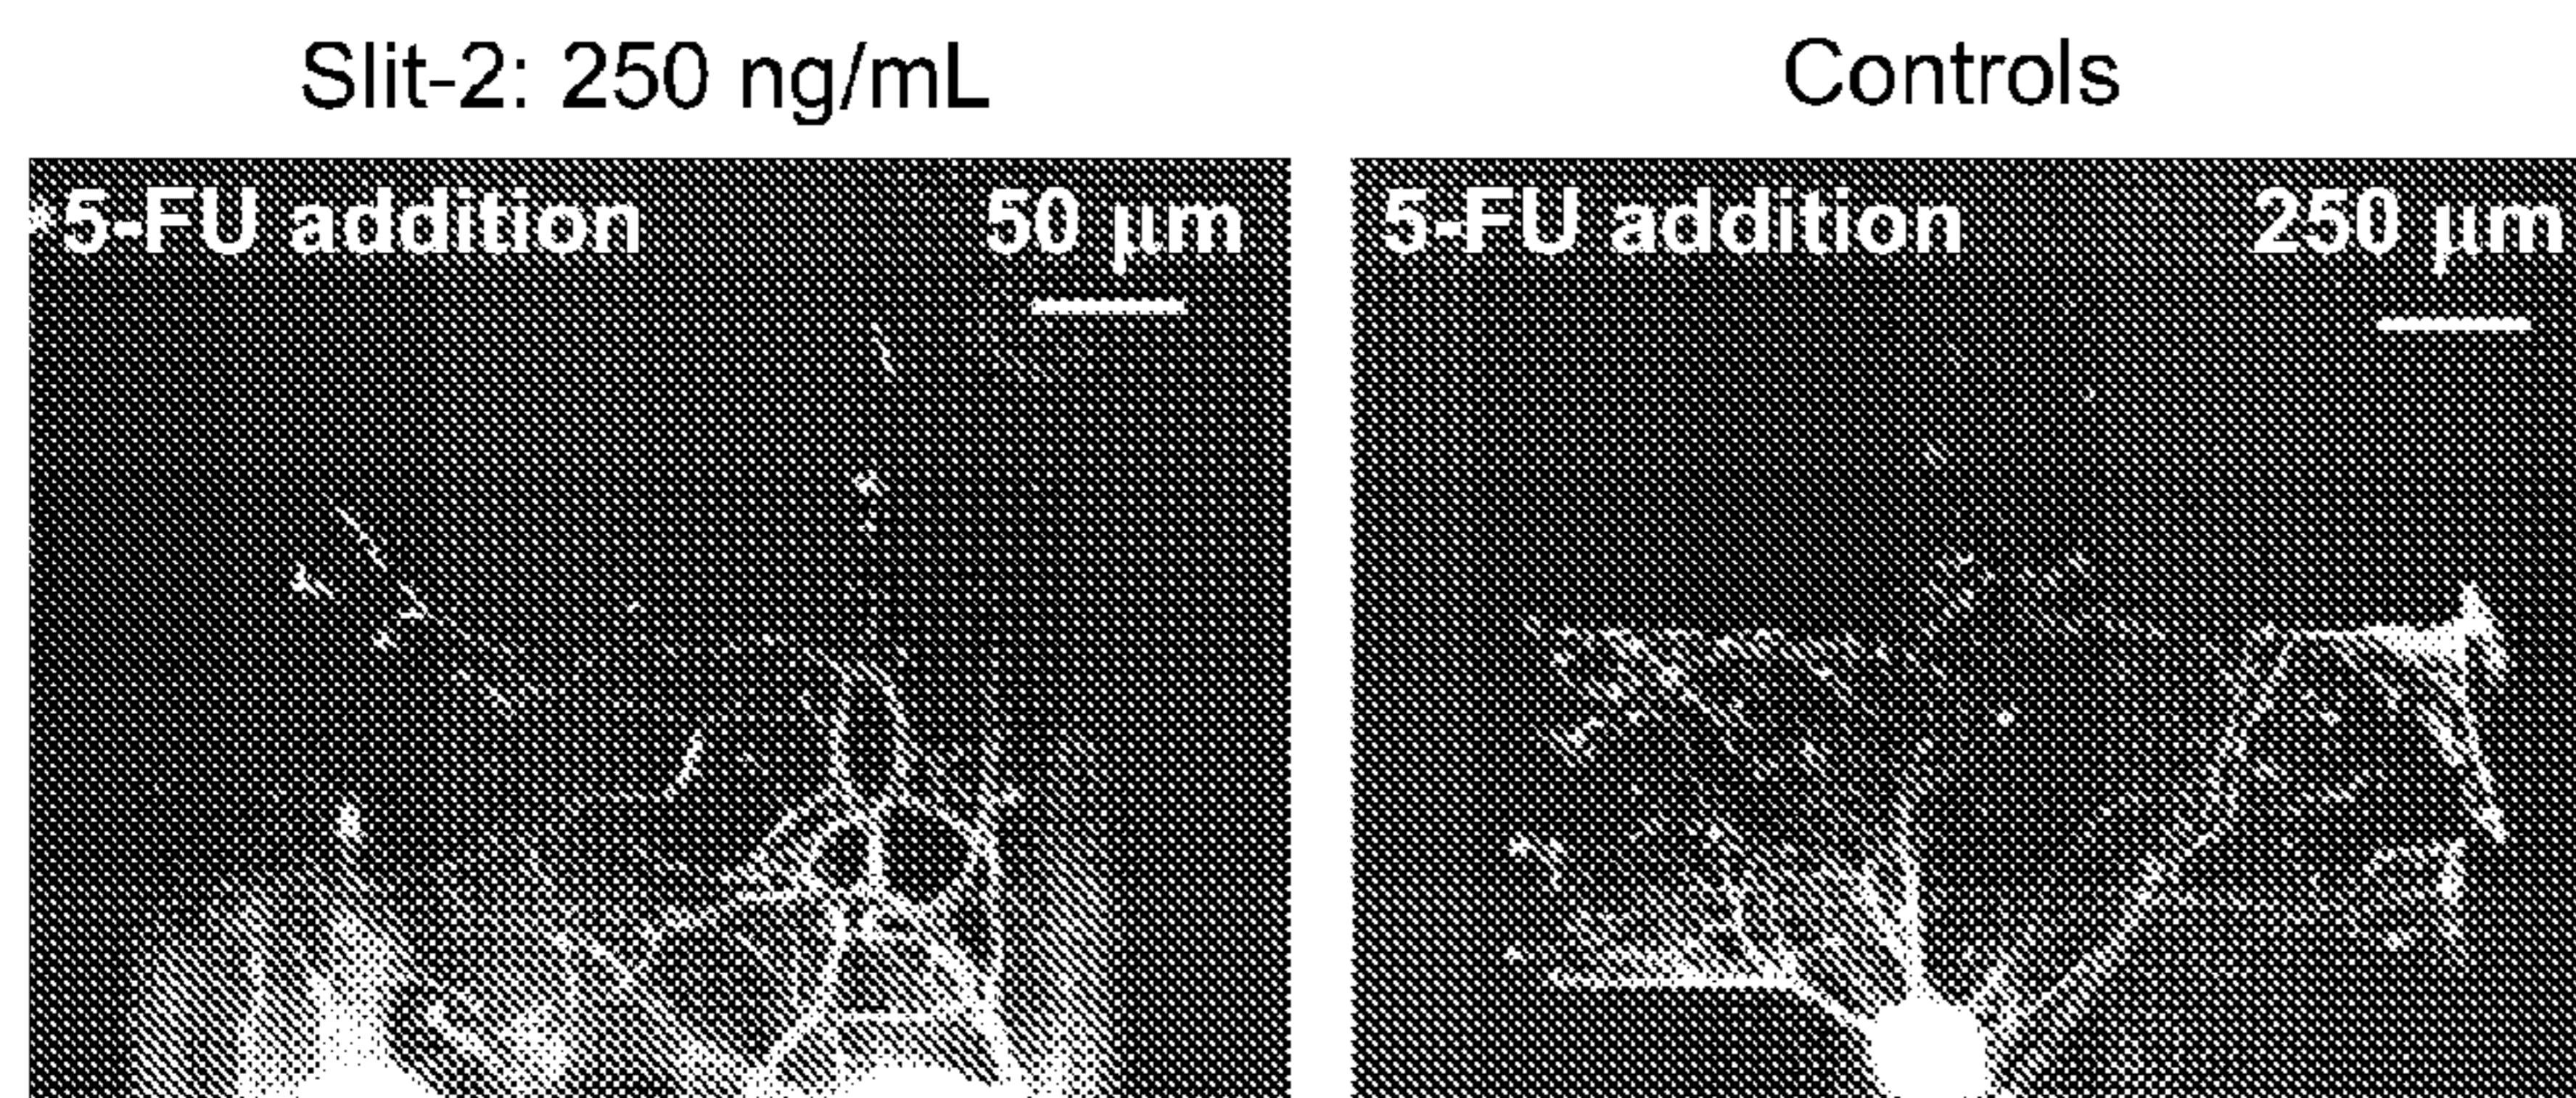 Slit-2: 250 ng/mL
Controls
5-FU addition
50 μm
5-FU addition
250 μm